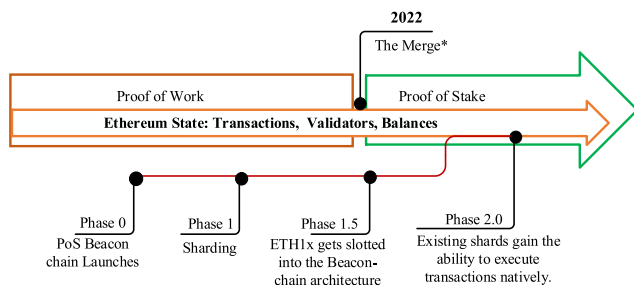 2022
The Merge*
Proof of Work
Proof of Stake
Ethereum State: Transactions, Validators, Balances
Phase 0
PoS Beacon
chain Launches
Phase 1
Sharding
Phase 1.5
ETH1x gets slotted
into the Beacon-
chain architecture
Phase 2.0
Existing shards gain the
ability to execute
transactions natively.